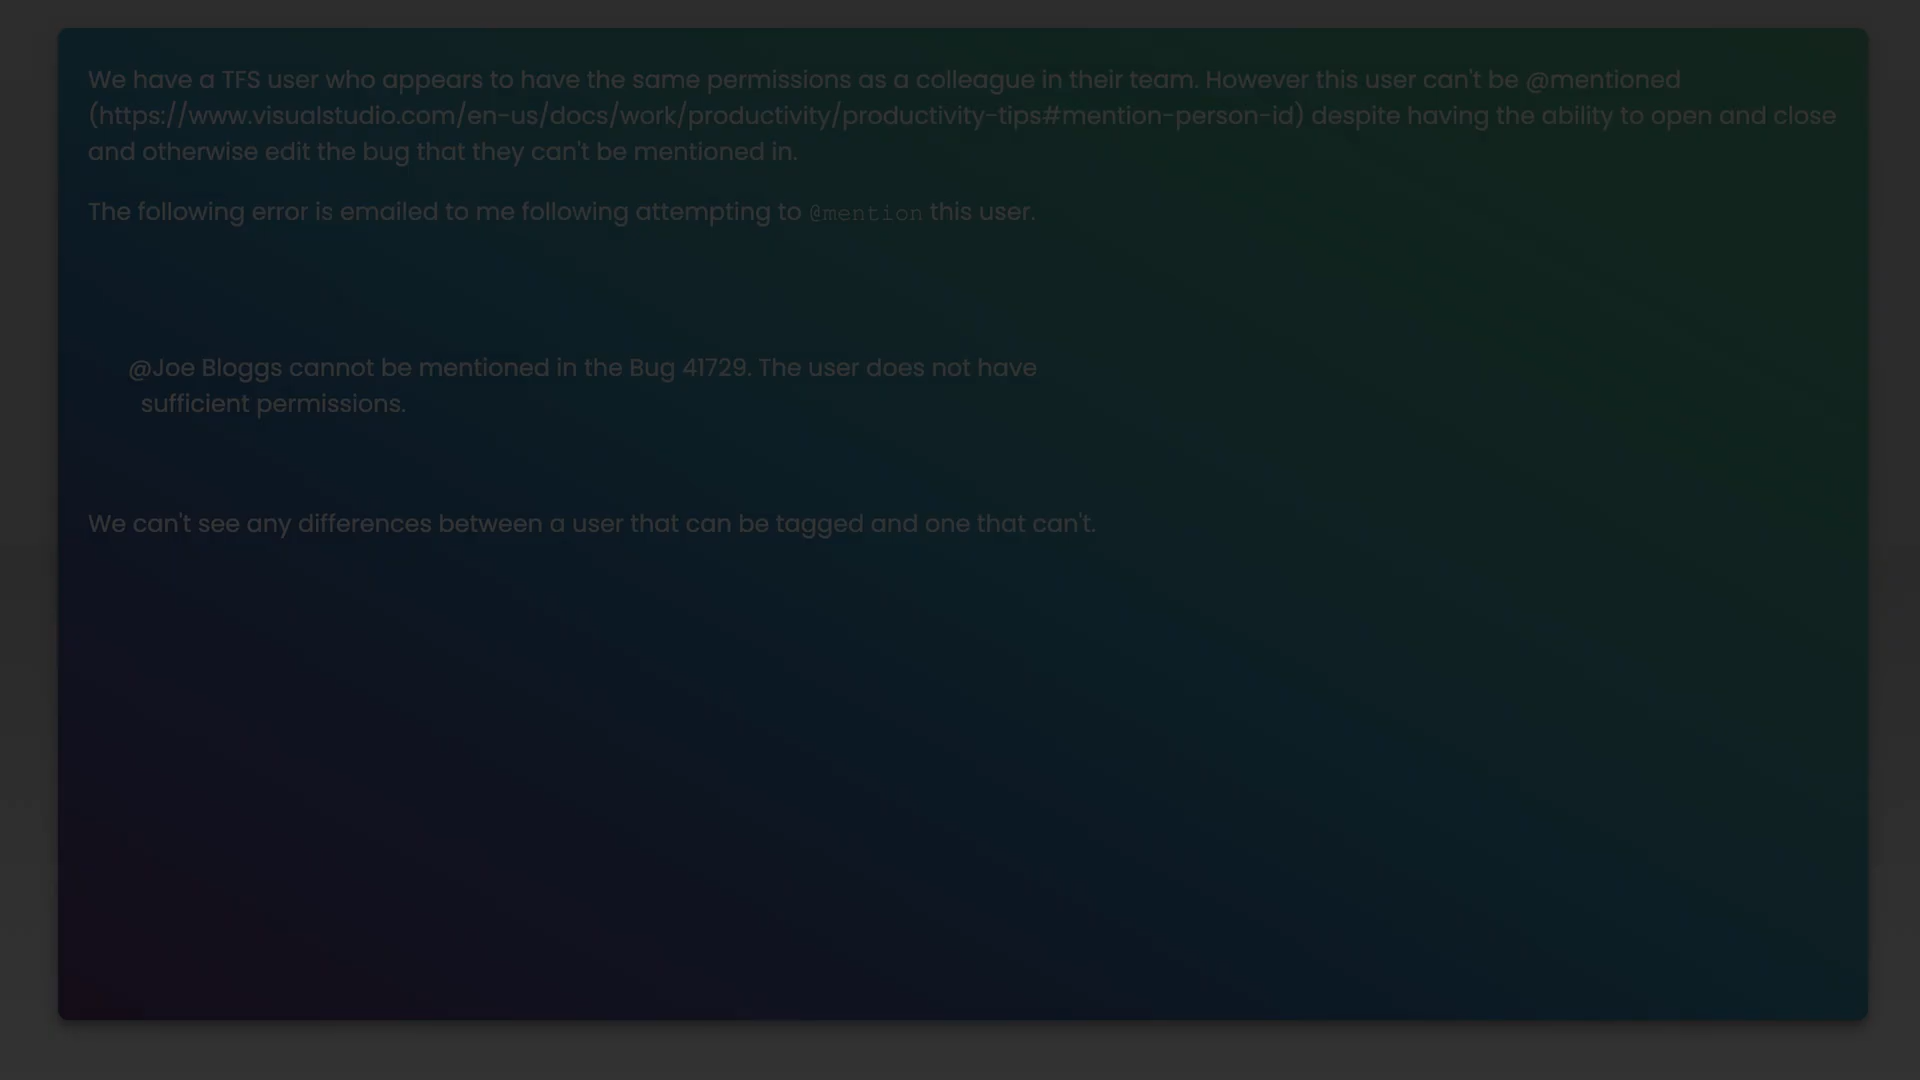 We have a TFS user who appears to have the same permissions as a colleague in their team. However this user can't be @mentioned
(https://www.visualstudio.com/en-us/docs/work/productivity/productivity-tips#mention-person-id) despite having the ability to open and close
and otherwise edit the bug that they can't be mentioned in.
The following error is emailed to me following attempting to @mention this user.
@Joe Bloggs cannot be mentioned in the Bug 41729. The user does not have
sufficient permissions.
We can't see any differences between a user that can be tagged and one that can't.